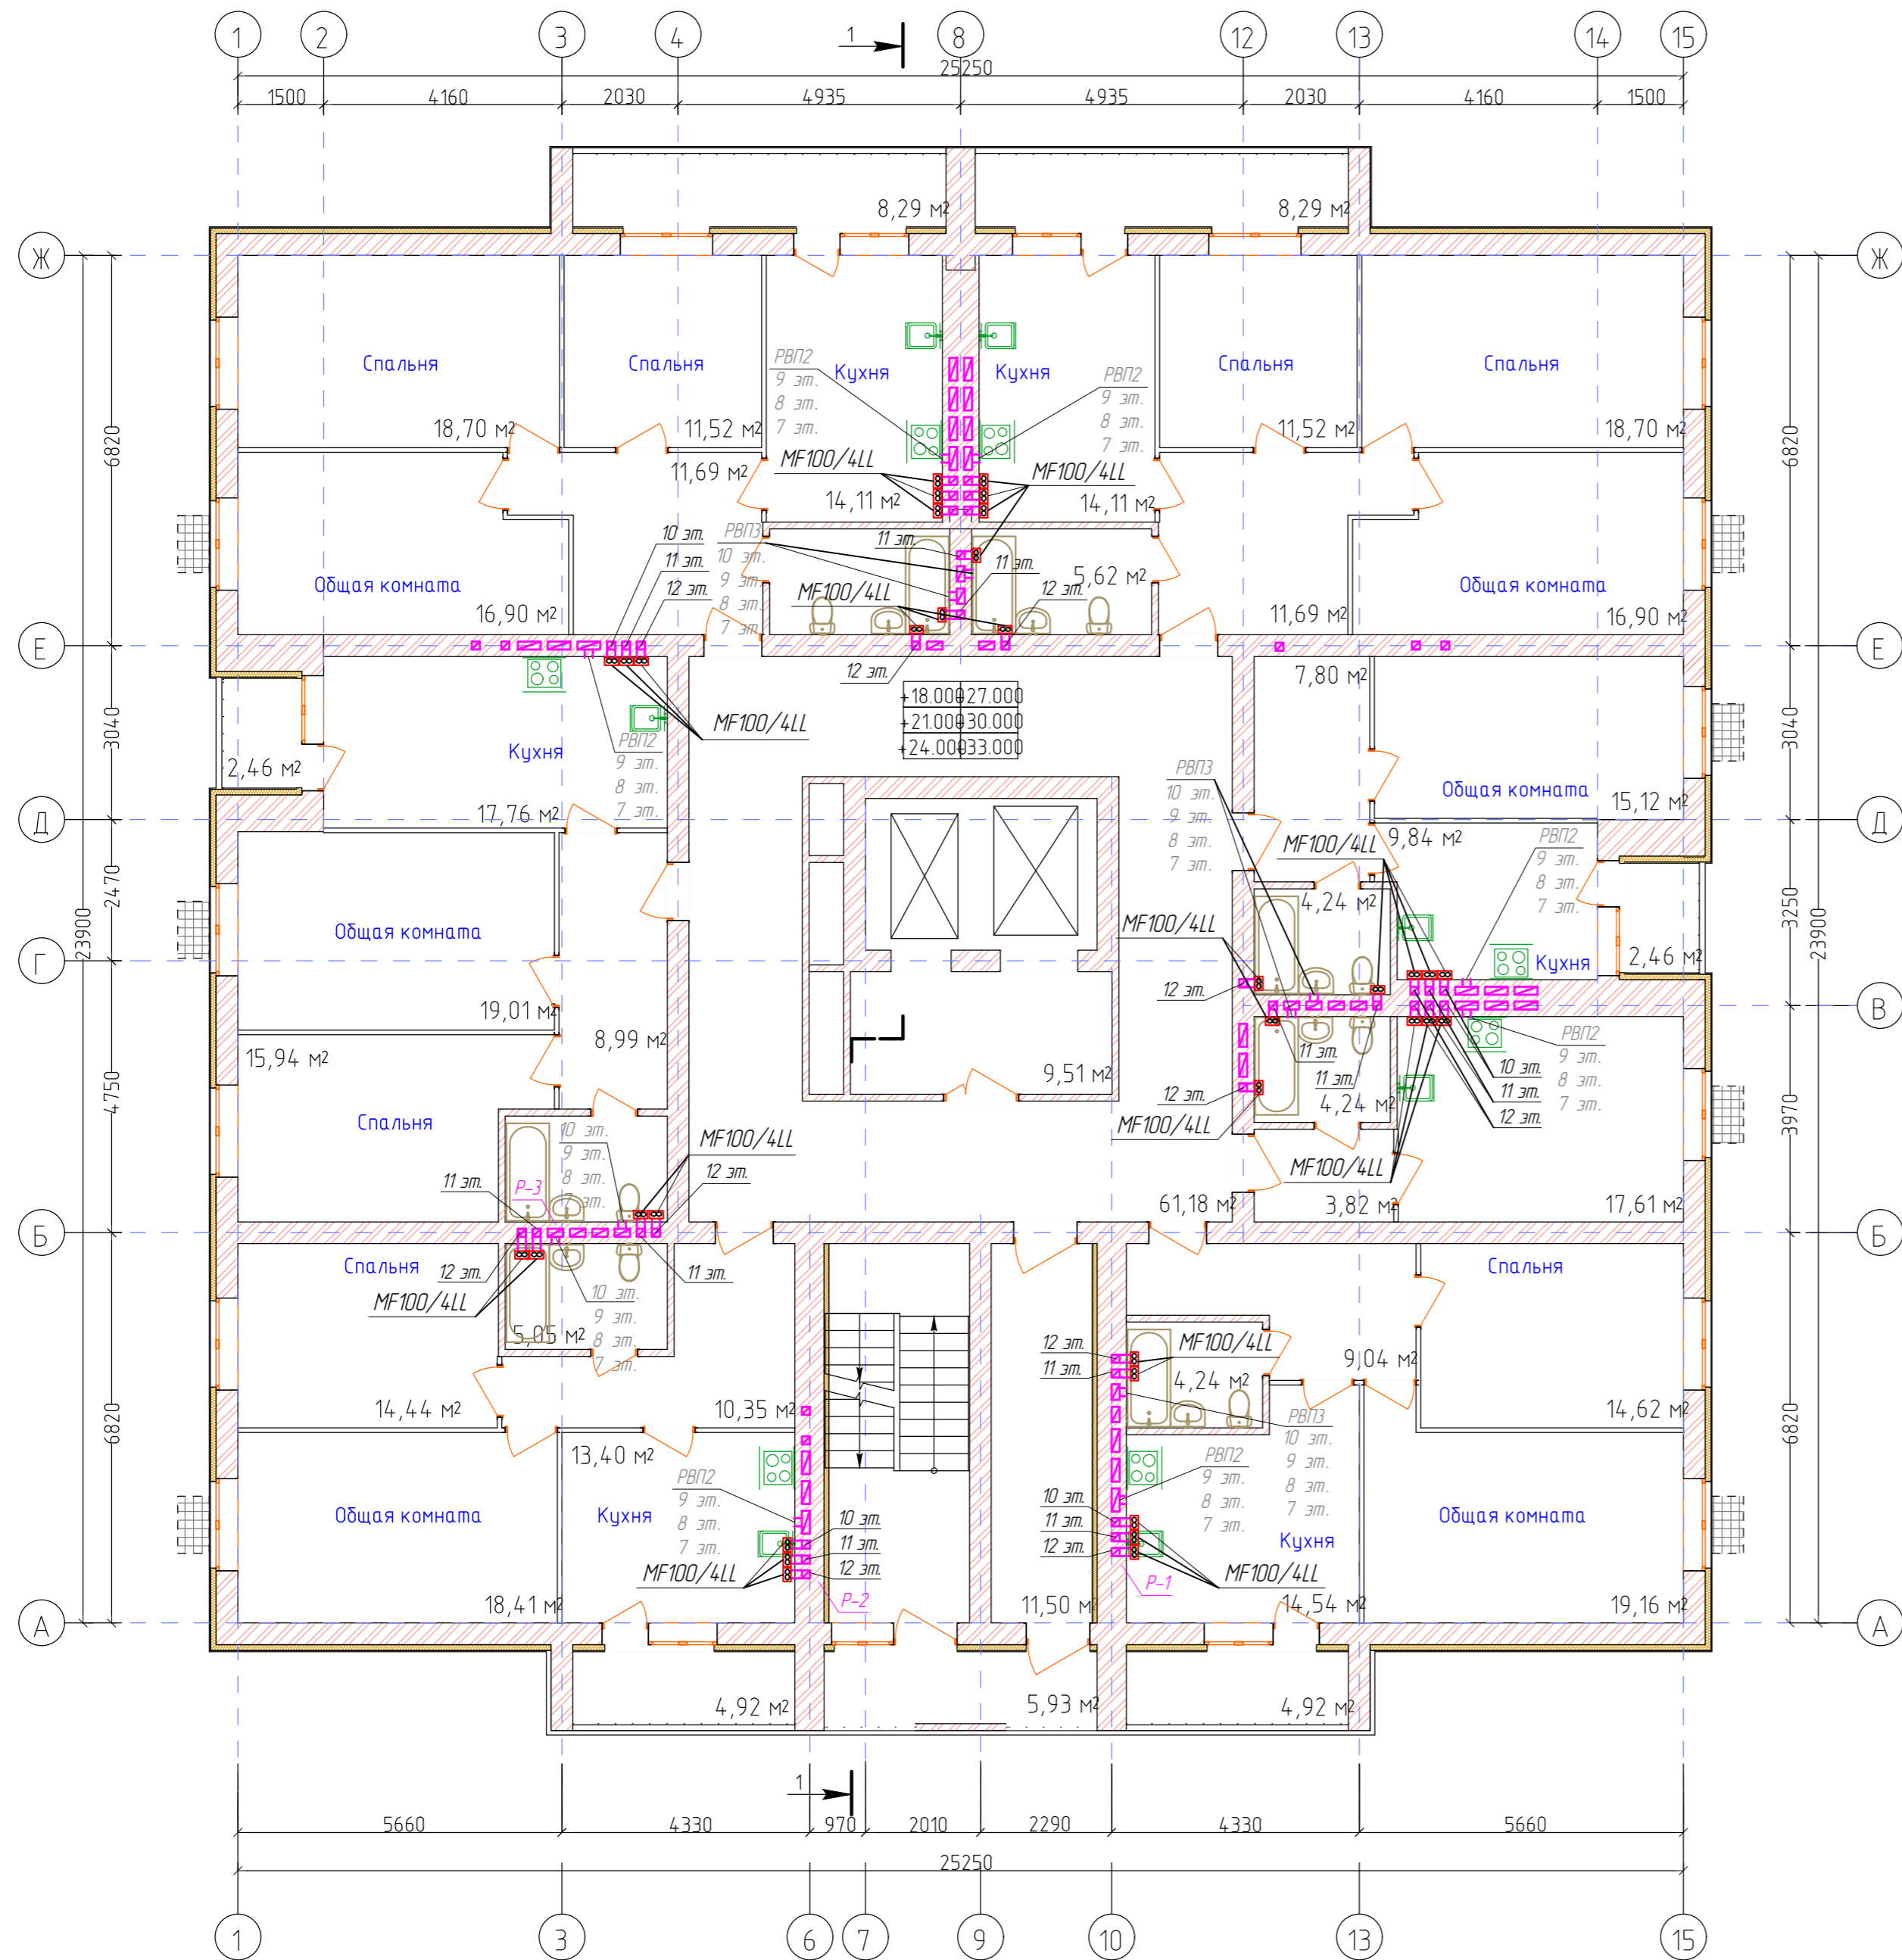 1
2
3
4
1
8
12
13
14
15
25250
1500
4160
2030
4935
4935
2030
4160
1500
8,29 м²
8,29 м²
Ж
Ж
Спальня
Спальня
РВП2
9 эт.
8 эт.
7 эт.
Кухня
Кухня
РВП2
9 эт.
8 эт.
7 эт.
Спальня
Спальня
18,70 м²
11,52 м²
11,52 м²
18,70 м²
6820
6820
11,69 м²
MF100/4LL
MF100/4LL
14,11 м²
14,11 м²
10 эт.
11 эт.
12 эт.
РВП3
10 эт.
9 эт.
8 эт.
7 эт.
11 эт.
11 эт.
12 эт.
5,62 м²
MF100/4LL
Общая комната
16,90 м²
11,69 м²
Общая комната
16,90 м²
Е
Е
12 эт.
7,80 м²
+18.000
+27.000
+21.000
+30.000
+24.000
+33.000
MF100/4LL
3040
3040
2,46 м²
Кухня
РВП2
9 эт.
8 эт.
7 эт.
17,76 м²
РВП3
10 эт.
9 эт.
8 эт.
7 эт.
Общая комната
15,12 м²
Д
Д
MF100/4LL
9,84 м²
РВП2
9 эт.
8 эт.
7 эт.
2470
23900
3250
23900
4,24 м²
Общая комната
MF100/4LL
Г
Кухня
2,46 м²
12 эт.
19,01 м²
8,99 м²
В
15,94 м²
11 эт.
РВП2
9 эт.
8 эт.
7 эт.
10 эт.
11 эт.
12 эт.
9,51 м²
12 эт.
11 эт.
4,24 м²
4750
3970
Спальня
10 эт.
9 эт.
8 эт.
7 эт.
MF100/4LL
12 эт.
MF100/4LL
MF100/4LL
11 эт.
Р-3
61,18 м²
3,82 м²
17,61 м²
Б
Б
Спальня
12 эт.
11 эт.
MF100/4LL
10 эт.
9 эт.
8 эт.
7 эт.
5,05 м²
Спальня
12 эт.
11 эт.
MF100/4LL
4,24 м²
9,04 м²
14,44 м²
10,35 м²
14,62 м²
6820
6820
13,40 м²
РВП3
10 эт.
9 эт.
8 эт.
7 эт.
РВП2
9 эт.
8 эт.
7 эт.
РВП2
9 эт.
8 эт.
7 эт.
Общая комната
Кухня
10 эт.
11 эт.
12 эт.
10 эт.
11 эт.
12 эт.
Кухня
Общая комната
MF100/4LL
MF100/4LL
Р-2
Р-1
18,41 м²
11,50 м²
14,54 м²
19,16 м²
А
А
4,92 м²
5,93 м²
4,92 м²
1
5660
4330
970
2010
2290
4330
5660
25250
1
3
6
7
9
10
13
15